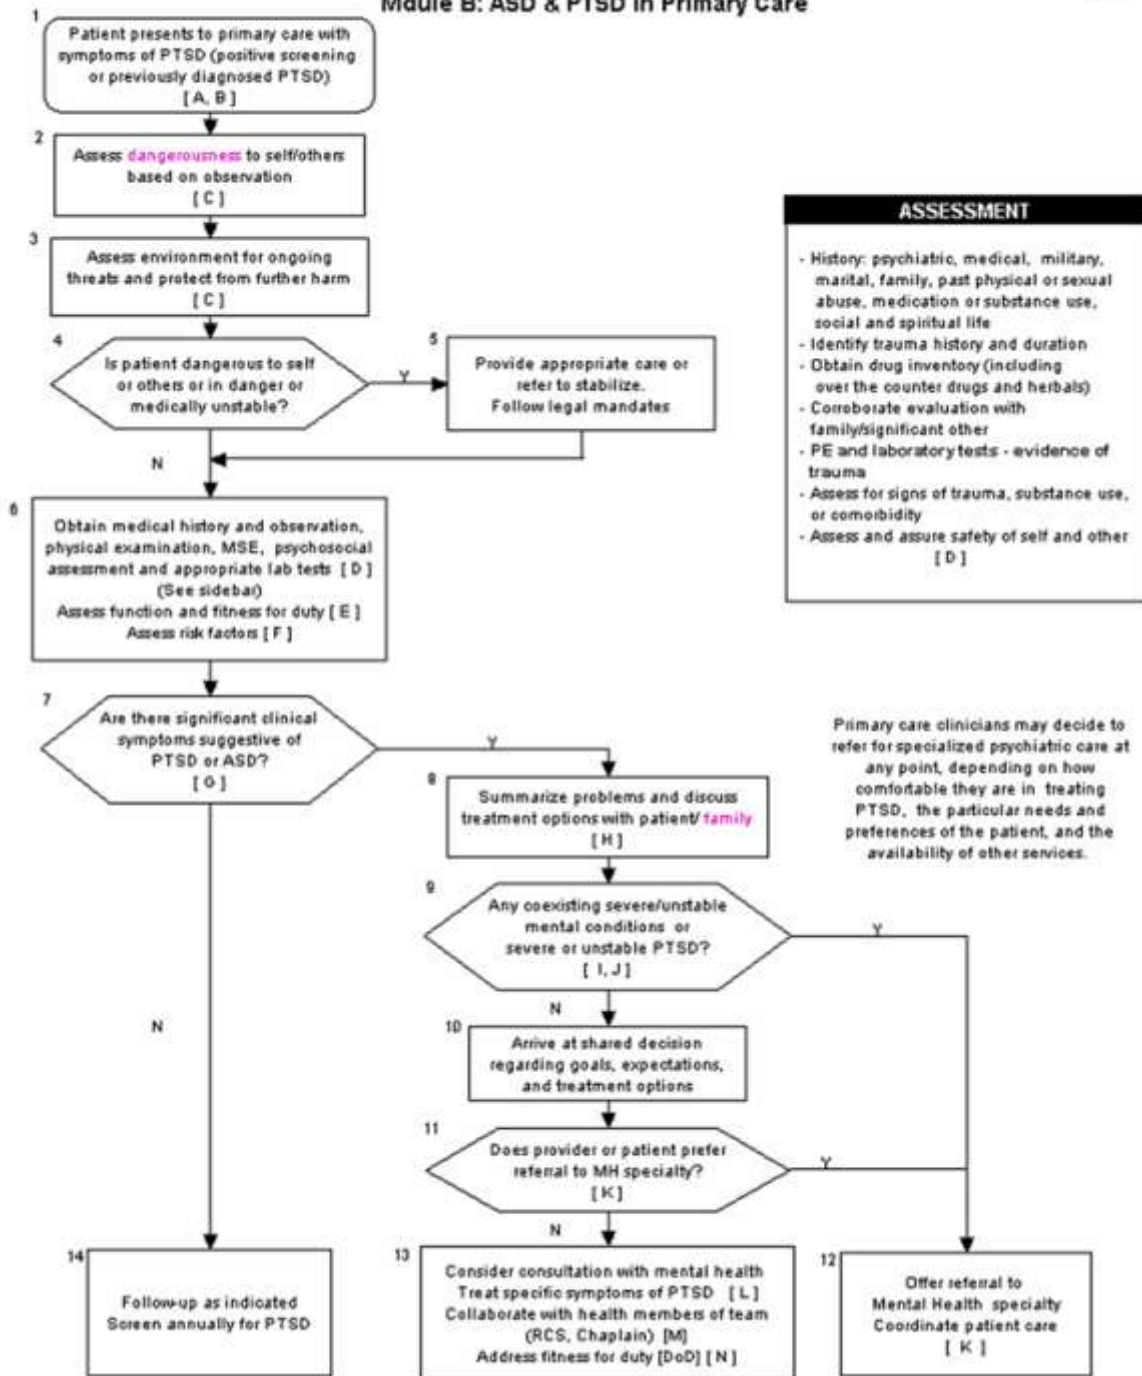 Mdule B: ASD & PTSD in Primary Care
1
Patient presents to primary care with
symptoms of PTSD (positive screening
or previously diagnosed PTSD)
[ A, B ]
2
Assess dangerousness to self/others
based on observation
[ C ]
3
Assess environment for ongoing
threats and protect from further harm
[ C ]
4
Is patient dangerous to self
or others or in danger or
medically unstable?
Y
5
Provide appropriate care or
refer to stabilize.
Follow legal mandates
N
ASSESSMENT
- History: psychiatric, medical, military,
marital, family, past physical or sexual
abuse, medication or substance use,
social and spiritual life
- Identify trauma history and duration
- Obtain drug inventory (including
over the counter drugs and herbals)
- Corroborate evaluation with
family/significant other
- PE and laboratory tests - evidence of
trauma
- Assess for signs of trauma, substance use,
or comorbidity
- Assess and assure safety of self and other
[ D ]
6
Obtain medical history and observation,
physical examination, MSE, psychosocial
assessment and appropriate lab tests [ D ]
(See sidebar)
Assess function and fitness for duty [ E ]
Assess risk factors [ F ]
7
Are there significant clinical
symptoms suggestive of
PTSD or ASD?
[ G ]
Y
N
8
Summarize problems and discuss
treatment options with patient/ family
[ H ]
Primary care clinicians may decide to
refer for specialized psychiatric care at
any point, depending on how
comfortable they are in treating
PTSD, the particular needs and
preferences of the patient, and the
availability of other services.
9
Any coexisting severe/unstable
mental conditions or
severe or unstable PTSD?
[ I, J ]
Y
N
10
Arrive at shared decision
regarding goals, expectations,
and treatment options
11
Does provider or patient prefer
referral to MH specialty?
[ K ]
Y
N
14
Follow-up as indicated
Screen annually for PTSD
13
Consider consultation with mental health
Treat specific symptoms of PTSD [ L ]
Collaborate with health members of team
(RCS, Chaplain) [M]
Address fitness for duty [DoD] [ N ]
12
Offer referral to
Mental Health specialty
Coordinate patient care
[ K ]